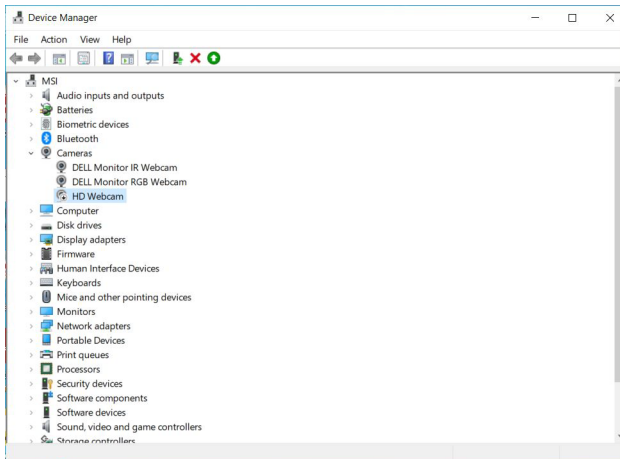 Device Manager
File Action View Help
MSI
Audio inputs and outputs
Batteries
Biometric devices
Bluetooth
Cameras
DELL Monitor IR Webcam
DELL Monitor RGB Webcam
HD Webcam
Computer
Disk drives
Display adapters
Firmware
Human Interface Devices
Keyboards
Mice and other pointing devices
Monitors
Network adapters
Portable Devices
Print queues
Processors
Security devices
Software components
Software devices
Sound, video and game controllers
Storage controllers